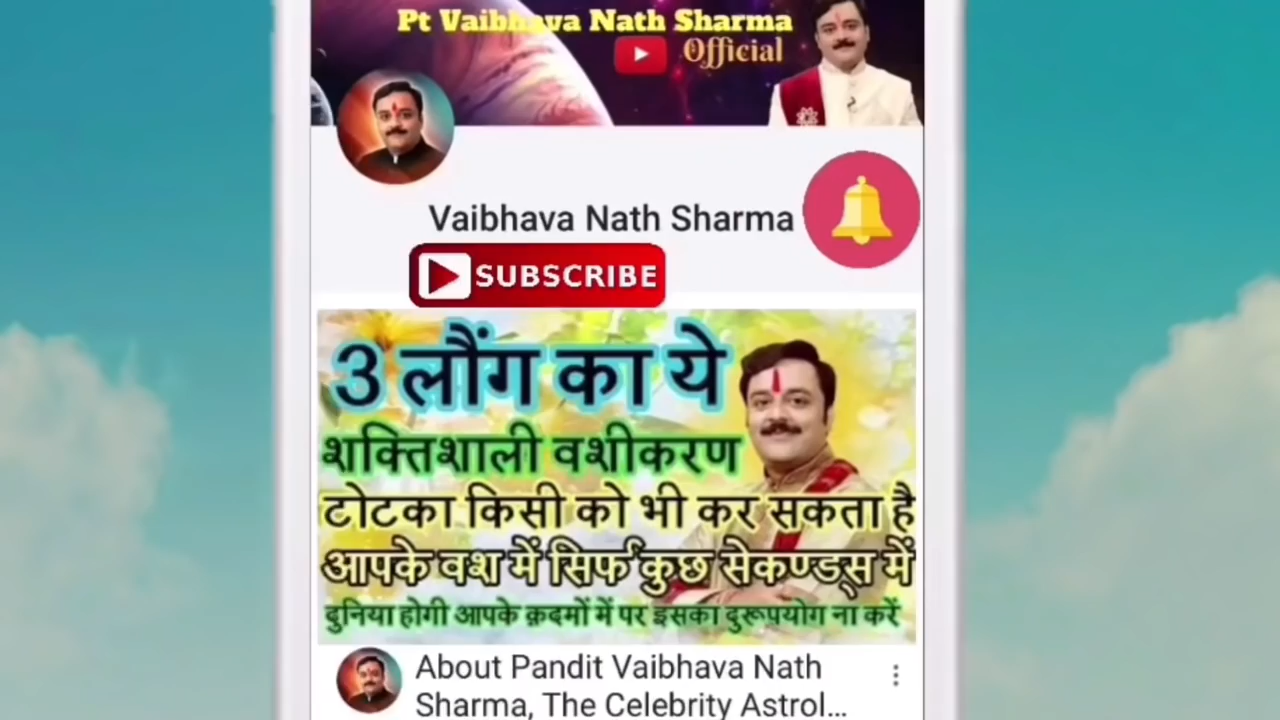 Pt Vaibhava Nath Sharma
Official
Vaibhava Nath Sharma
SUBSCRIBE
3 लौंग का ये
शक्तिशाली वशीकरण
टोटका किसी को भी कर सकता है
आपके वश में सिर्फ कुछ सेकण्ड्स में
दुनिया होगी आपके क़दमों में पर इसका दुरूपयोग ना करें
About Pandit Vaibhava Nath
Sharma, The Celebrity Astrol...